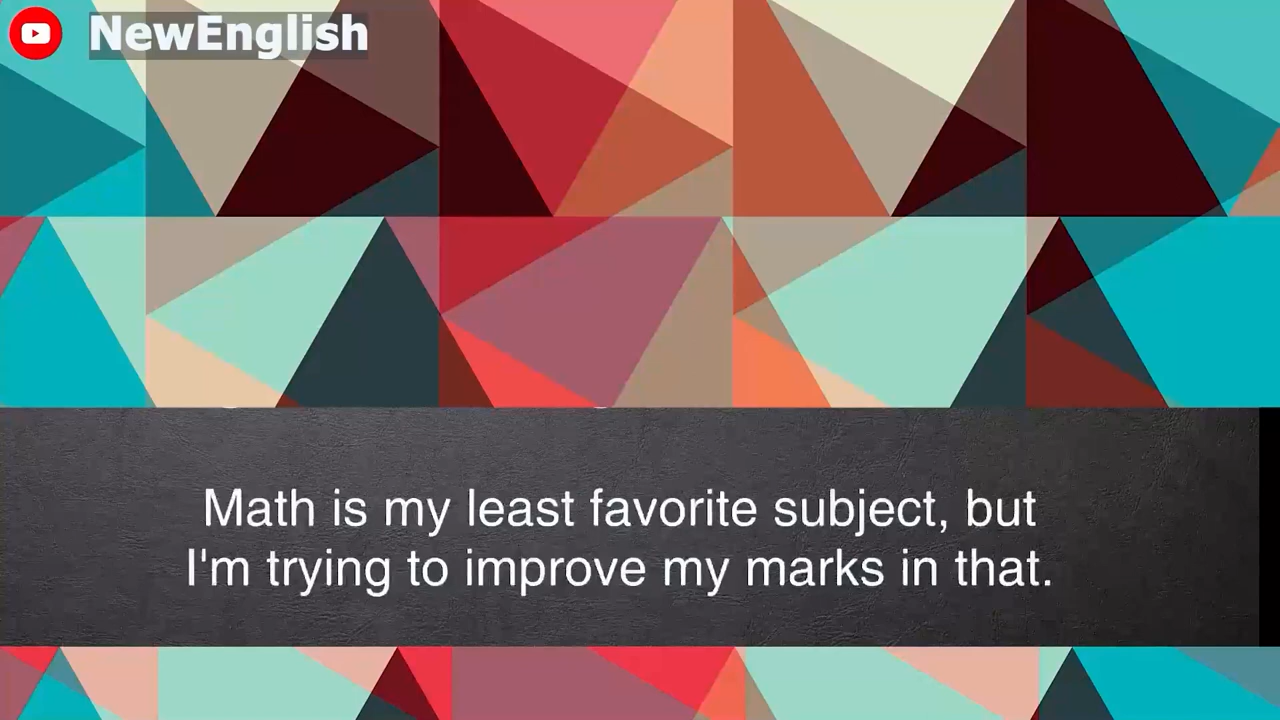 NewEnglish
Math is my least favorite subject, but
I'm trying to improve my marks in that.